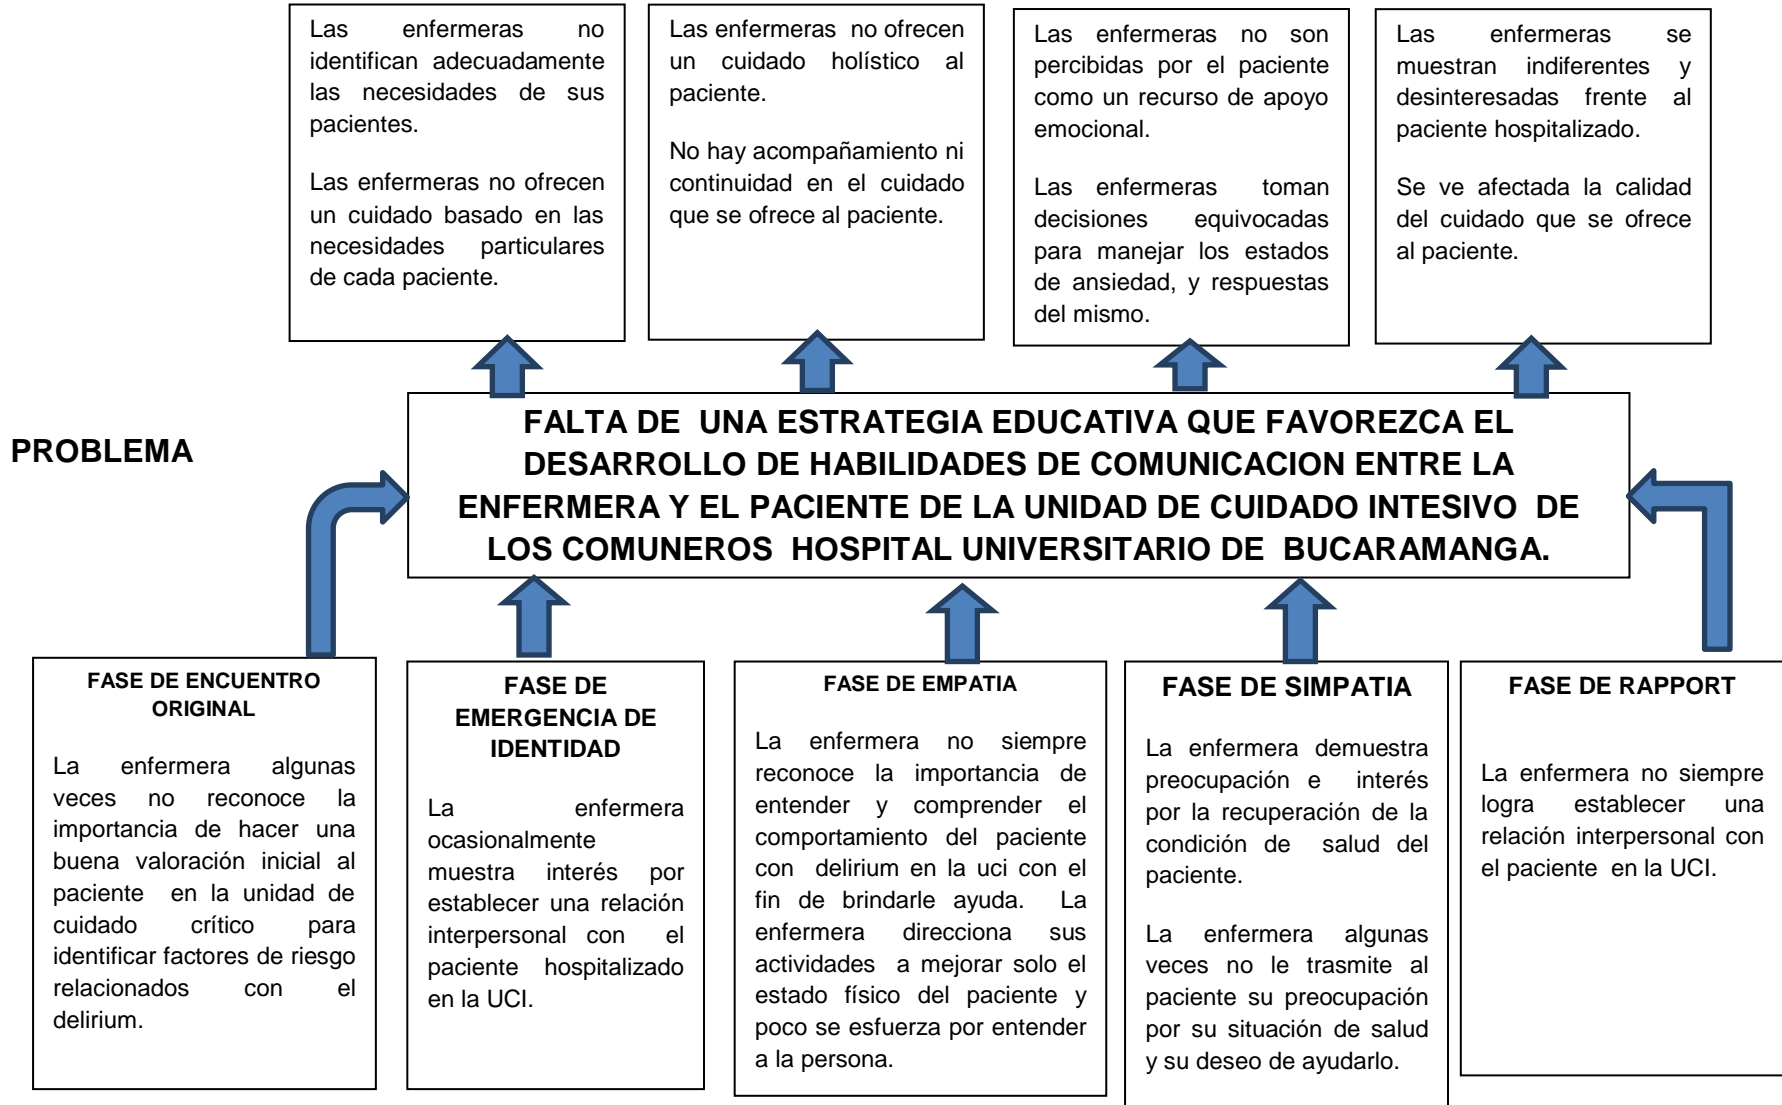 Las enfermeras no
identifican adecuadamente
las necesidades de sus
pacientes.
Las enfermeras no ofrecen
un cuidado basado en las
necesidades particulares
de cada paciente.
Las enfermeras no ofrecen
un cuidado holístico al
paciente.
No hay acompañamiento ni
continuidad en el cuidado
que se ofrece al paciente.
Las enfermeras no son
percibidas por el paciente
como un recurso de apoyo
emocional.
Las enfermeras toman
decisiones equivocadas
para manejar los estados
de ansiedad, y respuestas
del mismo.
Las enfermeras se
muestran indiferentes y
desinteresadas frente al
paciente hospitalizado.
Se ve afectada la calidad
del cuidado que se ofrece
al paciente.
PROBLEMA
FALTA DE UNA ESTRATEGIA EDUCATIVA QUE FAVOREZCA EL
DESARROLLO DE HABILIDADES DE COMUNICACION ENTRE LA
ENFERMERA Y EL PACIENTE DE LA UNIDAD DE CUIDADO INTESIVO DE
LOS COMUNEROS HOSPITAL UNIVERSITARIO DE BUCARAMANGA.
FASE DE ENCUENTRO
ORIGINAL
La enfermera algunas
veces no reconoce la
importancia de hacer una
buena valoración inicial al
paciente en la unidad de
cuidado crítico para
identificar factores de riesgo
relacionados con el
delirium.
FASE DE
EMERGENCIA DE
IDENTIDAD
La enfermera
ocasionalmente
muestra interés por
establecer una relación
interpersonal con el
paciente hospitalizado
en la UCI.
FASE DE EMPATIA
La enfermera no siempre
reconoce la importancia de
entender y comprender el
comportamiento del paciente
con delirium en la uci con el
fin de brindarle ayuda. La
enfermera direcciona sus
actividades a mejorar solo el
estado físico del paciente y
poco se esfuerza por entender
a la persona.
FASE DE SIMPATIA
La enfermera demuestra
preocupación e interés
por la recuperación de la
condición de salud del
paciente.
La enfermera algunas
veces no le trasmite al
paciente su preocupación
por su situación de salud
y su deseo de ayudarlo.
FASE DE RAPPORT
La enfermera no siempre
logra establecer una
relación interpersonal con
el paciente en la UCI.